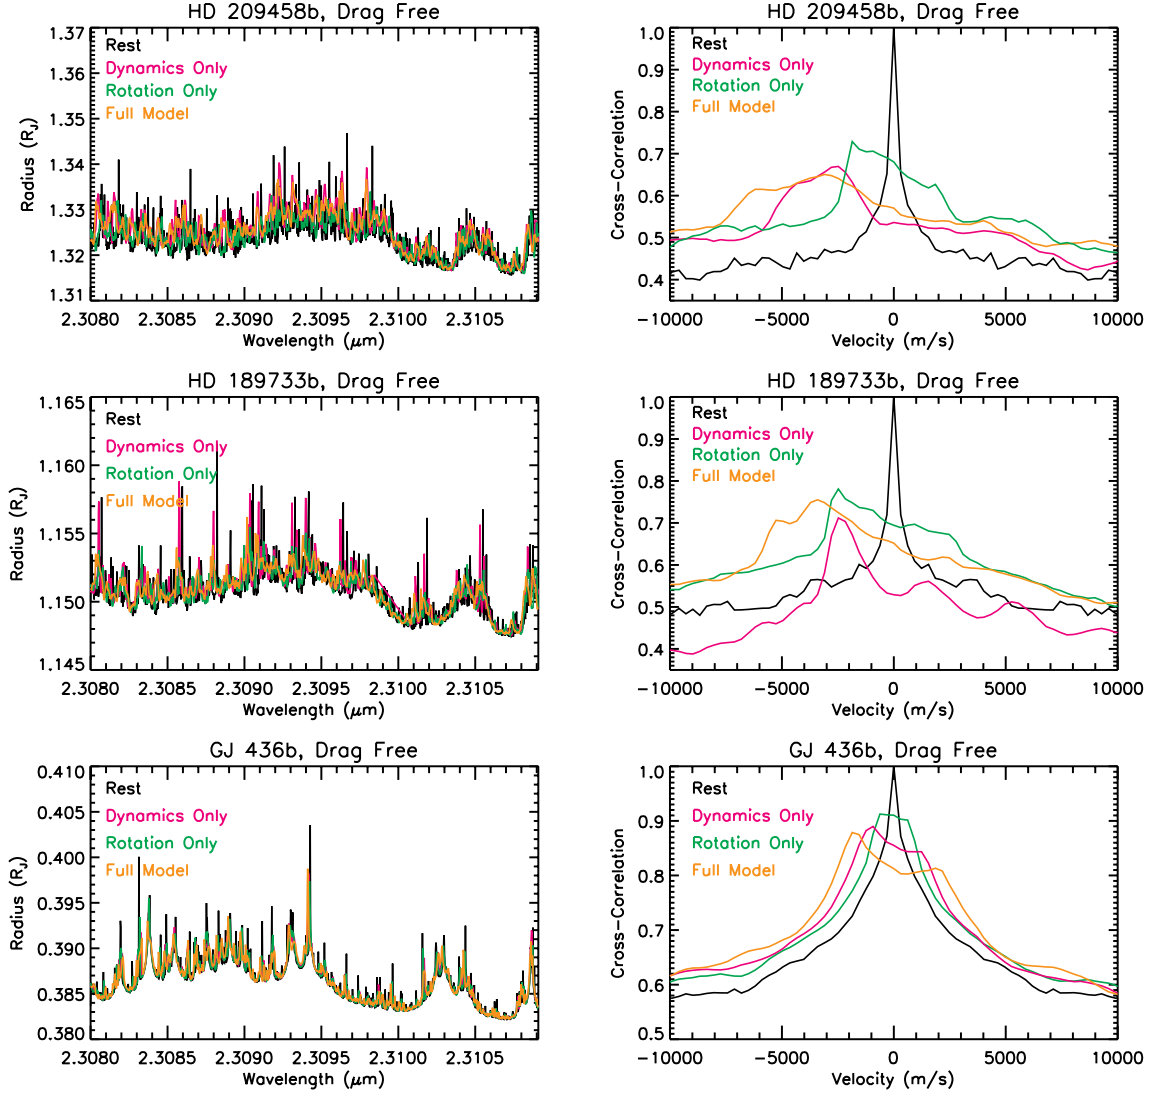 HD 209458b, Drag Free
1.37
1.36
1.35
1.34
1.33
1.32
1.31
Radius (RJ)
Rest
Dynamics Only
Rotation Only
Full Model
2.3080 2.3085 2.3090 2.3095 2.3100 2.3105
Wavelength (μm)
HD 209458b, Drag Free
1.0
0.9
0.8
0.7
0.6
0.5
0.4
Cross-Correlation
Rest
Dynamics Only
Rotation Only
Full Model
-10000 -5000 0 5000 10000
Velocity (m/s)
HD 189733b, Drag Free
1.165
1.160
1.155
1.150
1.145
Radius (RJ)
Rest
Dynamics Only
Rotation Only
Full Model
2.3080 2.3085 2.3090 2.3095 2.3100 2.3105
Wavelength (μm)
HD 189733b, Drag Free
1.0
0.9
0.8
0.7
0.6
0.5
0.4
Cross-Correlation
Rest
Dynamics Only
Rotation Only
Full Model
-10000 -5000 0 5000 10000
Velocity (m/s)
GJ 436b, Drag Free
0.410
0.405
0.400
0.395
0.390
0.385
0.380
Radius (RJ)
Rest
Dynamics Only
Rotation Only
Full Model
2.3080 2.3085 2.3090 2.3095 2.3100 2.3105
Wavelength (μm)
GJ 436b, Drag Free
1.0
0.9
0.8
0.7
0.6
0.5
Cross-Correlation
Rest
Dynamics Only
Rotation Only
Full Model
-10000 -5000 0 5000 10000
Velocity (m/s)